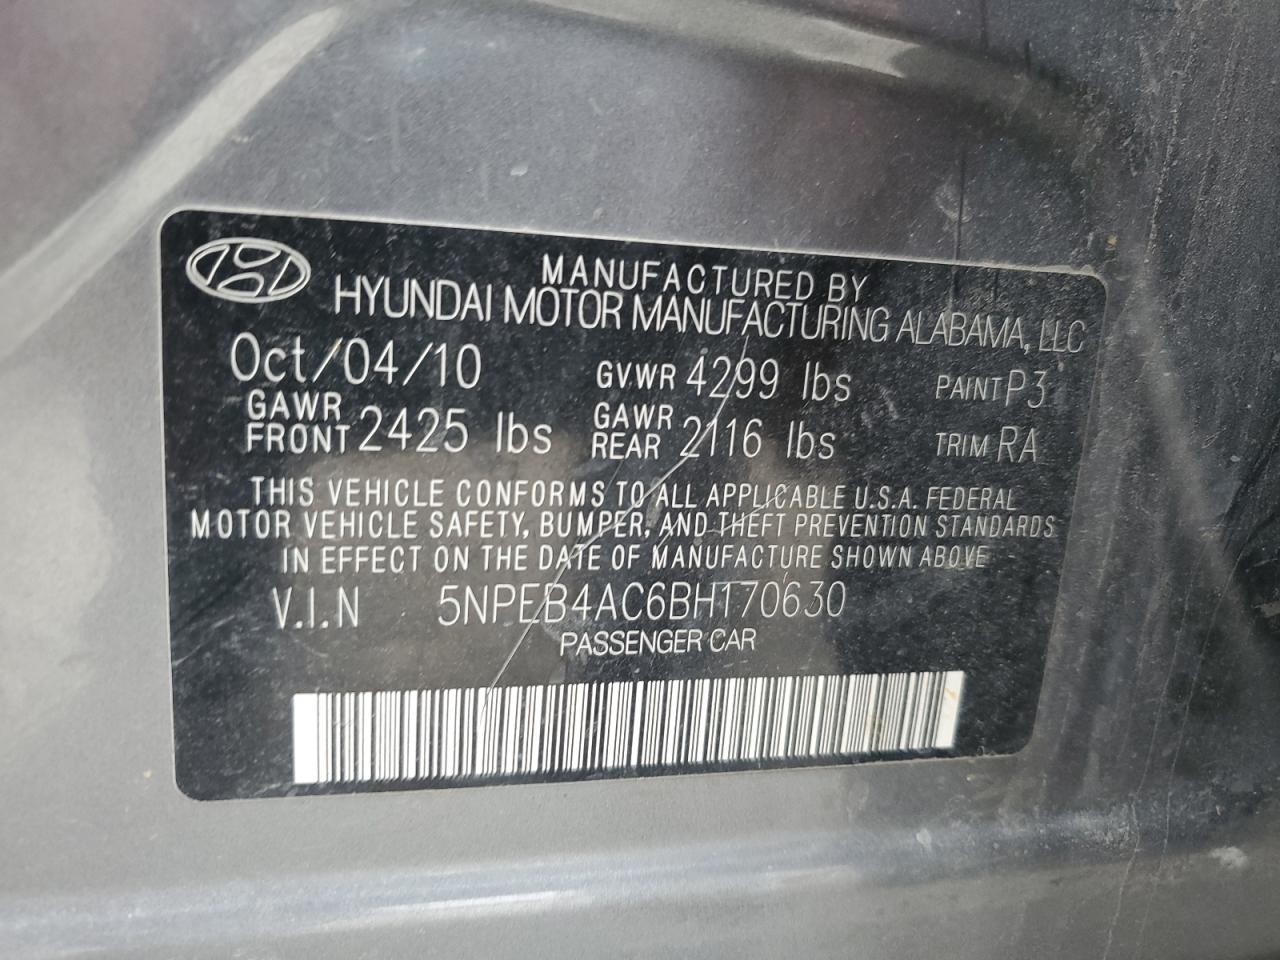 MANUFACTURED BY
HYUNDAI MOTOR MANUFACTURING ALABAMA, LLC
Oct/04/10 GVWR 4299 lbs PAINT P3
GAWR FRONT 2425 lbs GAWR REAR 2116 lbs TRIM RA
THIS VEHICLE CONFORMS TO ALL APPLICABLE U.S.A. FEDERAL
MOTOR VEHICLE SAFETY, BUMPER, AND THEFT PREVENTION STANDARDS
IN EFFECT ON THE DATE OF MANUFACTURE SHOWN ABOVE
V.I.N 5NPEB4AC6BH170630
PASSENGER CAR